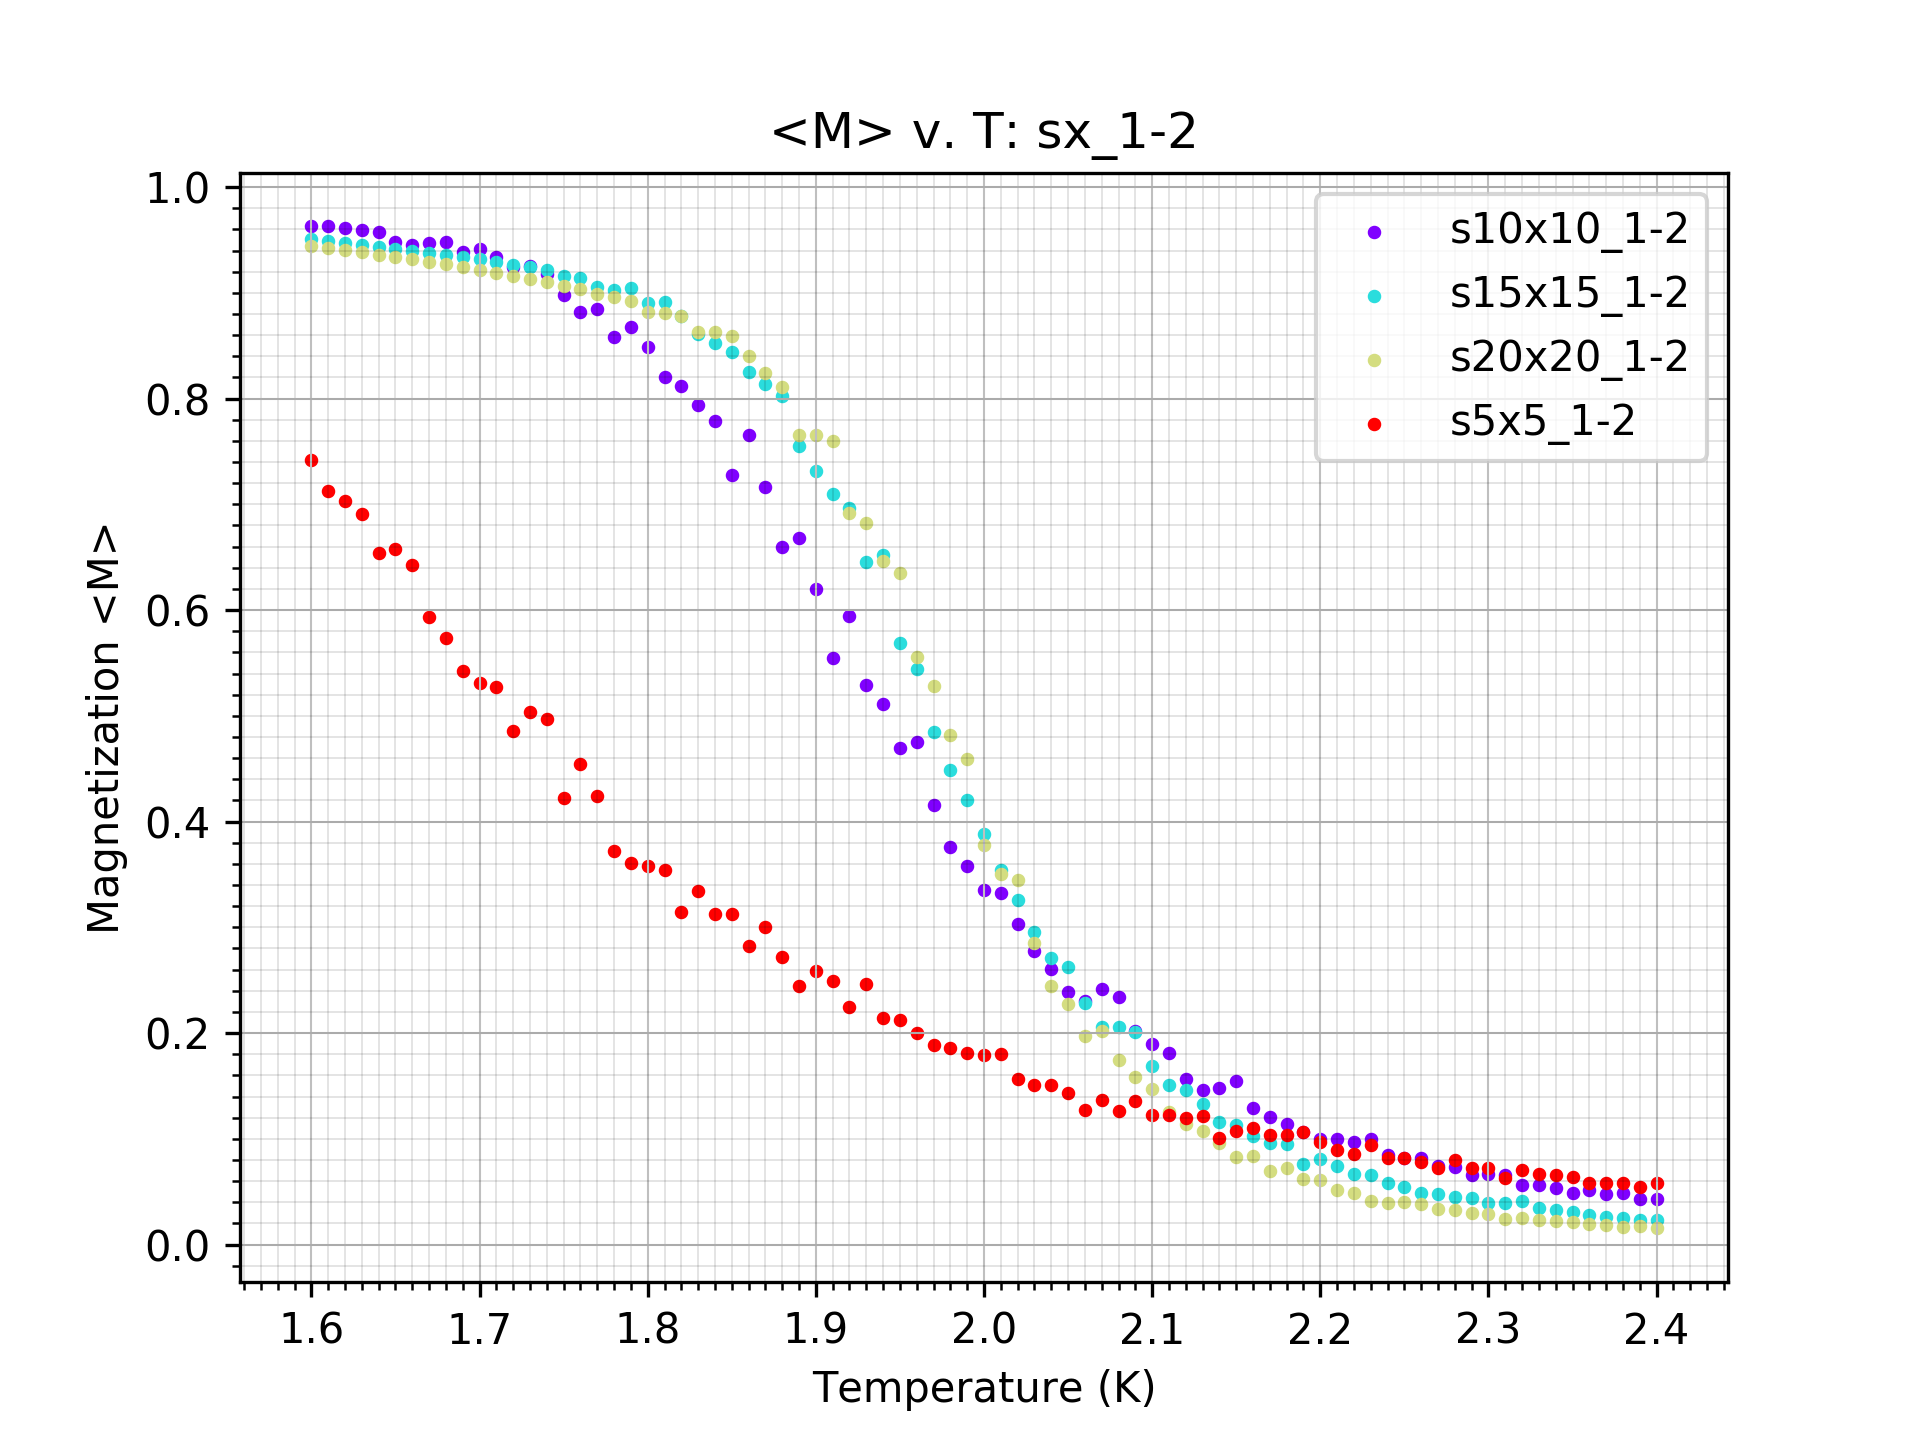 <M> v. T: sx_1-2
1.0
0.8
0.6
0.4
0.2
0.0
Magnetization <M>
s10x10_1-2
s15x15_1-2
s20x20_1-2
s5x5_1-2
1.6 1.7 1.8 1.9 2.0 2.1 2.2 2.3 2.4
Temperature (K)